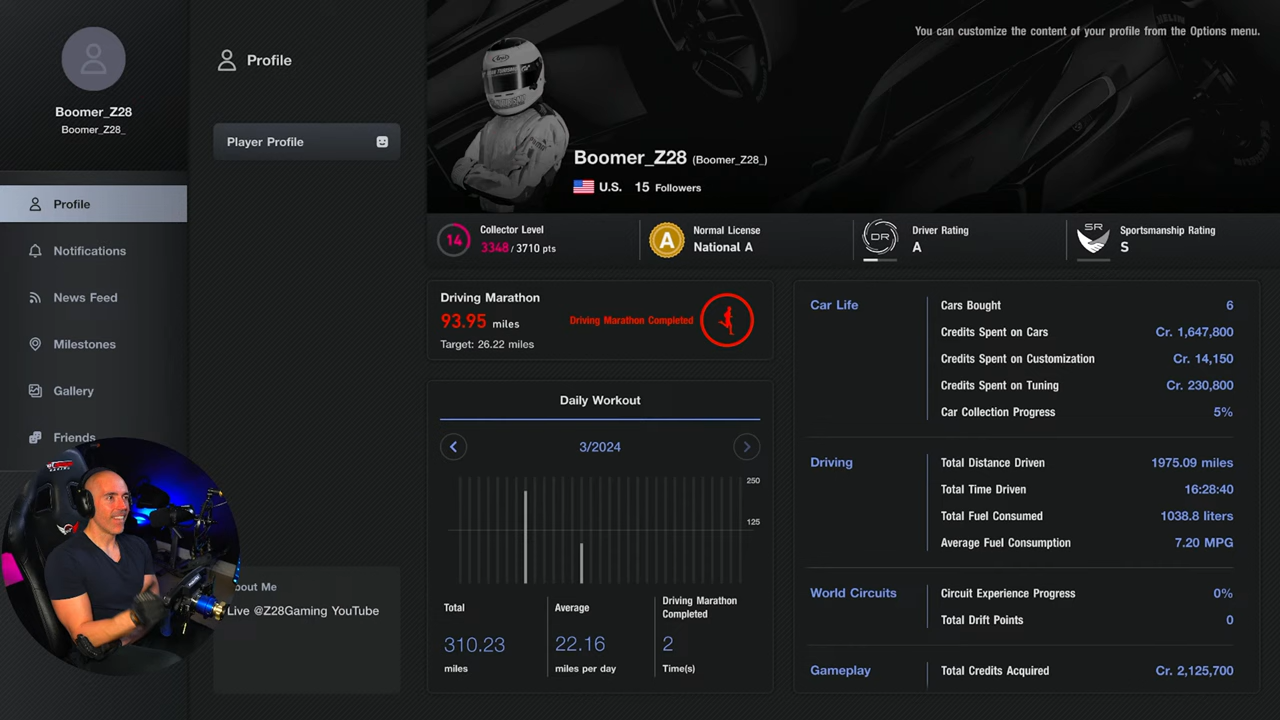 You can customize the content of your profile from the Options menu.
Boomer_Z28
Boomer_Z28_
Profile
Notifications
News Feed
Milestones
Gallery
Friends
Profile
Player Profile
Boomer_Z28 (Boomer_Z28_)
U.S. 15 Followers
14
Collector Level
3348 / 3710 pts
A
Normal License
National A
DR
Driver Rating
A
SR
Sportsmanship Rating
S
Driving Marathon
93.95 miles
Target: 26.22 miles
Driving Marathon Completed
Daily Workout
3/2024
250
125
Total
310.23
miles
Average
22.16
miles per day
Driving Marathon
Completed
2
Time(s)
Car Life
Cars Bought 6
Credits Spent on Cars Cr. 1,647,800
Credits Spent on Customization Cr. 14,150
Credits Spent on Tuning Cr. 230,800
Car Collection Progress 5%
Driving
Total Distance Driven 1975.09 miles
Total Time Driven 16:28:40
Total Fuel Consumed 1038.8 liters
Average Fuel Consumption 7.20 MPG
World Circuits
Circuit Experience Progress 0%
Total Drift Points 0
Gameplay
Total Credits Acquired Cr. 2,125,700
bout Me
Live @Z28Gaming YouTube